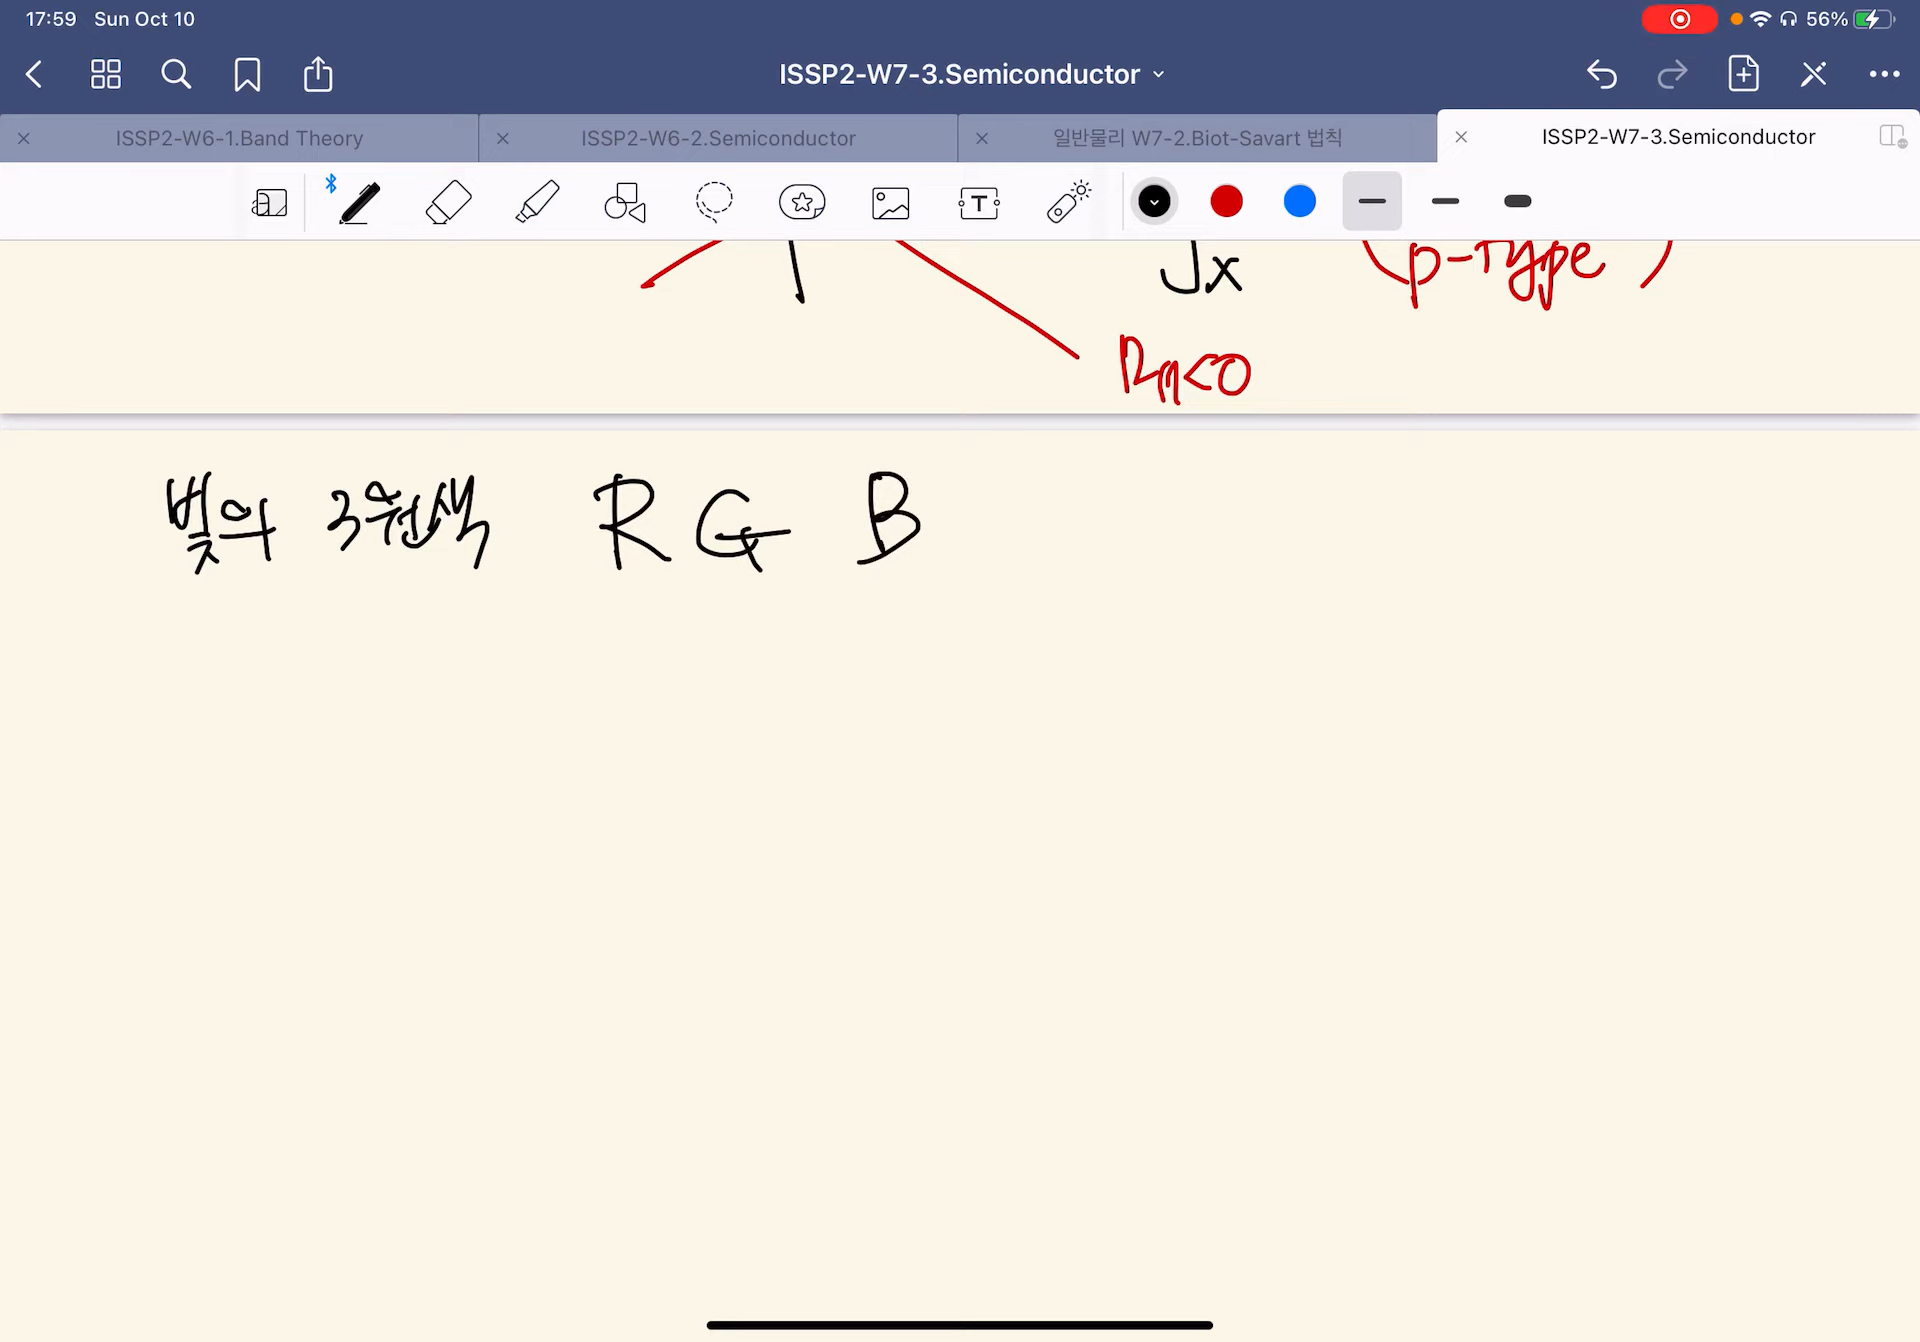 17:59 Sun Oct 10 56%
ISSP2-W7-3.Semiconductor
ISSP2-W6-1.Band Theory ISSP2-W6-2.Semiconductor 일반물리 W7-2.Biot-Savart 법칙 ISSP2-W7-3.Semiconductor
T
Jx (p-Type)
R_H<0
빛의 3원색 R G B